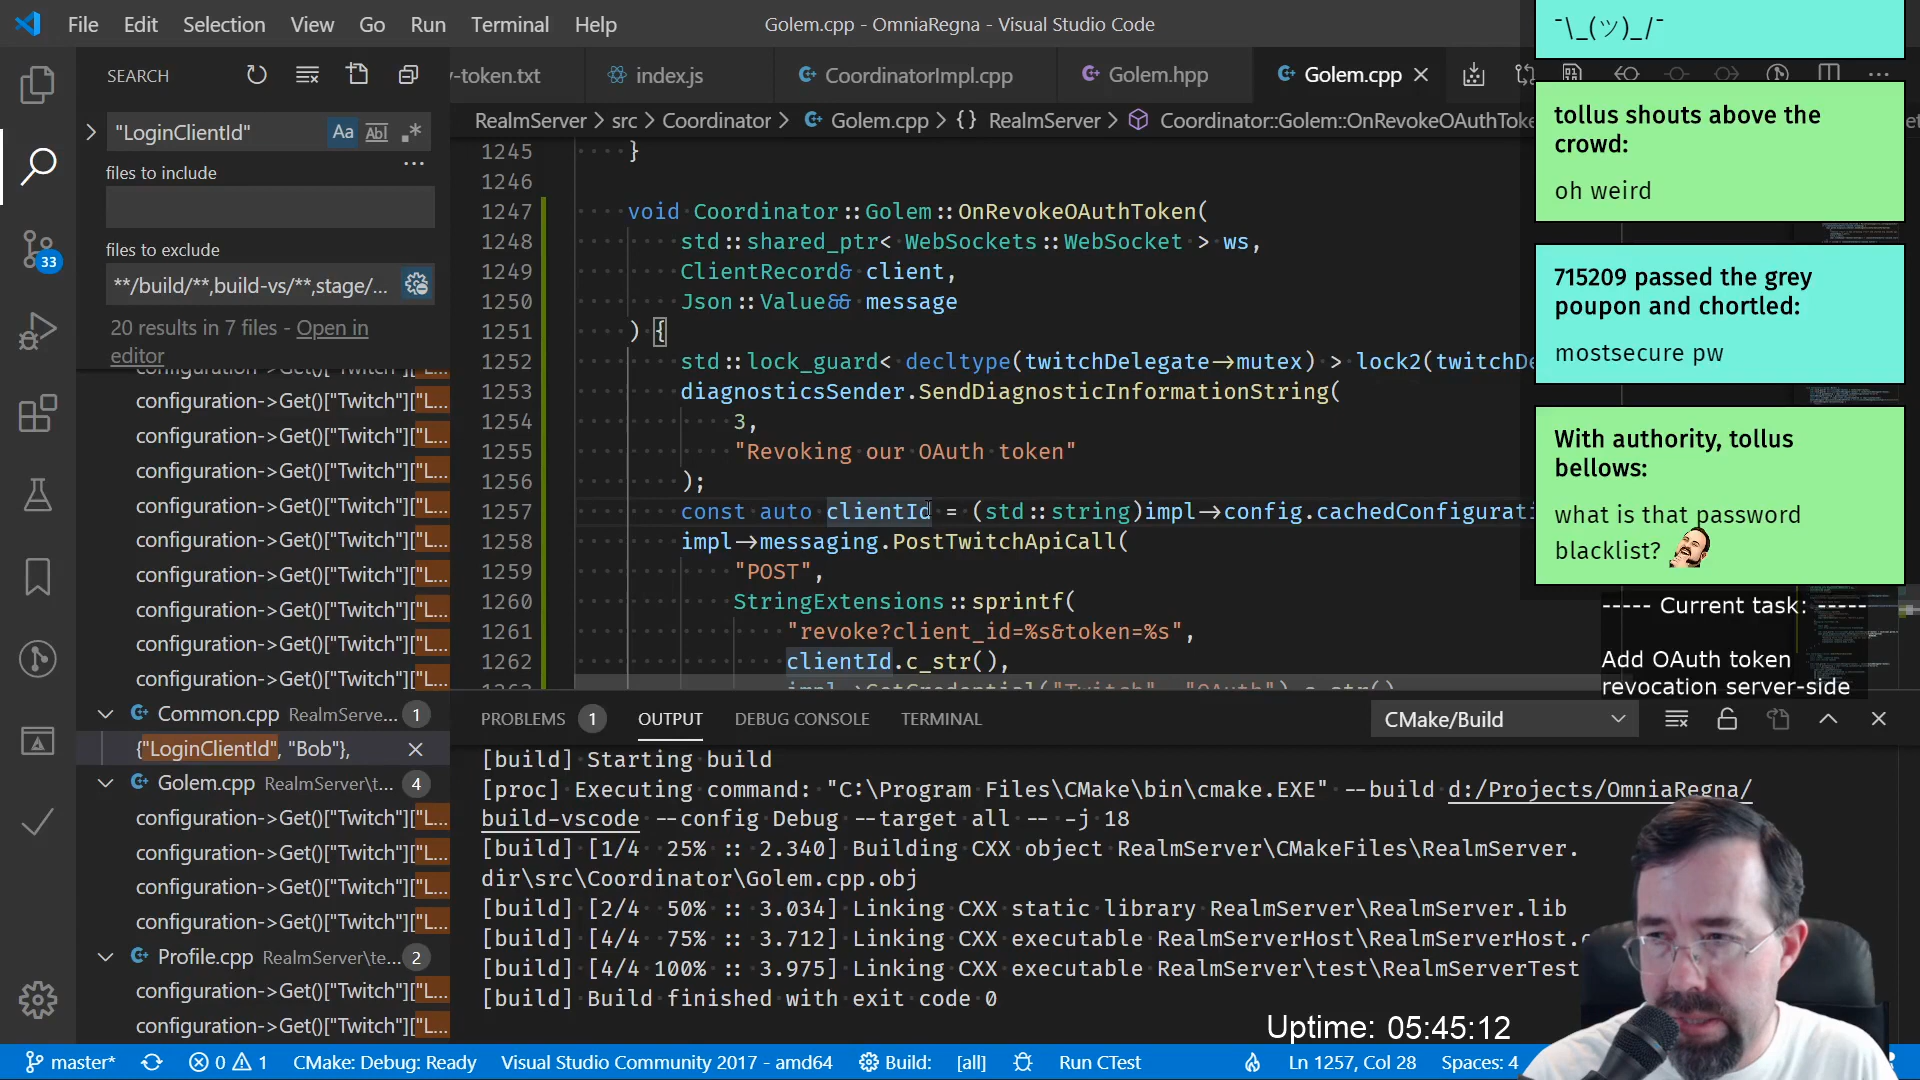 File Edit Selection View Go Run Terminal Help
Golem.cpp - OmniaRegna - Visual Studio Code
¯\_(ツ)_/¯
SEARCH
-token.txt
index.js
CoordinatorImpl.cpp
Golem.hpp
Golem.cpp
"LoginClientId"
Aa
Abl
files to include
files to exclude
**/build/**,build-vs/**,stage/...
20 results in 7 files - Open in
editor
33
RealmServer > src > Coordinator > Golem.cpp > {} RealmServer > Coordinator::Golem::OnRevokeOAuthToke
configuration->Get()["Twitch"]["L...
configuration->Get()["Twitch"]["L...
configuration->Get()["Twitch"]["L...
configuration->Get()["Twitch"]["L...
configuration->Get()["Twitch"]["L...
configuration->Get()["Twitch"]["L...
configuration->Get()["Twitch"]["L...
configuration->Get()["Twitch"]["L...
configuration->Get()["Twitch"]["L...
configuration->Get()["Twitch"]["L...
Common.cpp RealmServe... 1
{"LoginClientId", "Bob"},
Golem.cpp RealmServer\t... 4
configuration->Get()["Twitch"]["L...
configuration->Get()["Twitch"]["L...
configuration->Get()["Twitch"]["L...
configuration->Get()["Twitch"]["L...
Profile.cpp RealmServer\te... 2
configuration->Get()["Twitch"]["L...
configuration->Get()["Twitch"]["L...
1245 }
1246
1247 void Coordinator::Golem::OnRevokeOAuthToken(
1248 std::shared_ptr< WebSockets::WebSocket > ws,
1249 ClientRecord& client,
1250 Json::Value&& message
1251 ) {
1252 std::lock_guard< decltype(twitchDelegate->mutex) > lock2(twitchDe
1253 diagnosticsSender.SendDiagnosticInformationString(
1254 3,
1255 "Revoking our OAuth token"
1256 );
1257 const auto clientId = (std::string)impl->config.cachedConfigurati
1258 impl->messaging.PostTwitchApiCall(
1259 "POST",
1260 StringExtensions::sprintf(
1261 "revoke?client_id=%s&token=%s",
1262 clientId.c_str(),
1263 impl->GetCredential("Twitch", "OAuth").c_str()
tollus shouts above the
crowd:
oh weird
715209 passed the grey
poupon and chortled:
mostsecure pw
With authority, tollus
bellows:
what is that password
blacklist?
----- Current task: -----
Add OAuth token
revocation server-side
PROBLEMS 1 OUTPUT DEBUG CONSOLE TERMINAL
CMake/Build
[build] Starting build
[proc] Executing command: "C:\Program Files\CMake\bin\cmake.EXE" --build d:/Projects/OmniaRegna/
build-vscode --config Debug --target all -- -j 18
[build] [1/4 25% :: 2.340] Building CXX object RealmServer\CMakeFiles\RealmServer.
dir\src\Coordinator\Golem.cpp.obj
[build] [2/4 50% :: 3.034] Linking CXX static library RealmServer\RealmServer.lib
[build] [4/4 75% :: 3.712] Linking CXX executable RealmServerHost\RealmServerHost.
[build] [4/4 100% :: 3.975] Linking CXX executable RealmServer\test\RealmServerTest
[build] Build finished with exit code 0
Uptime: 05:45:12
master* 0 1 CMake: Debug: Ready Visual Studio Community 2017 - amd64 Build: [all] Run CTest Ln 1257, Col 28 Spaces: 4